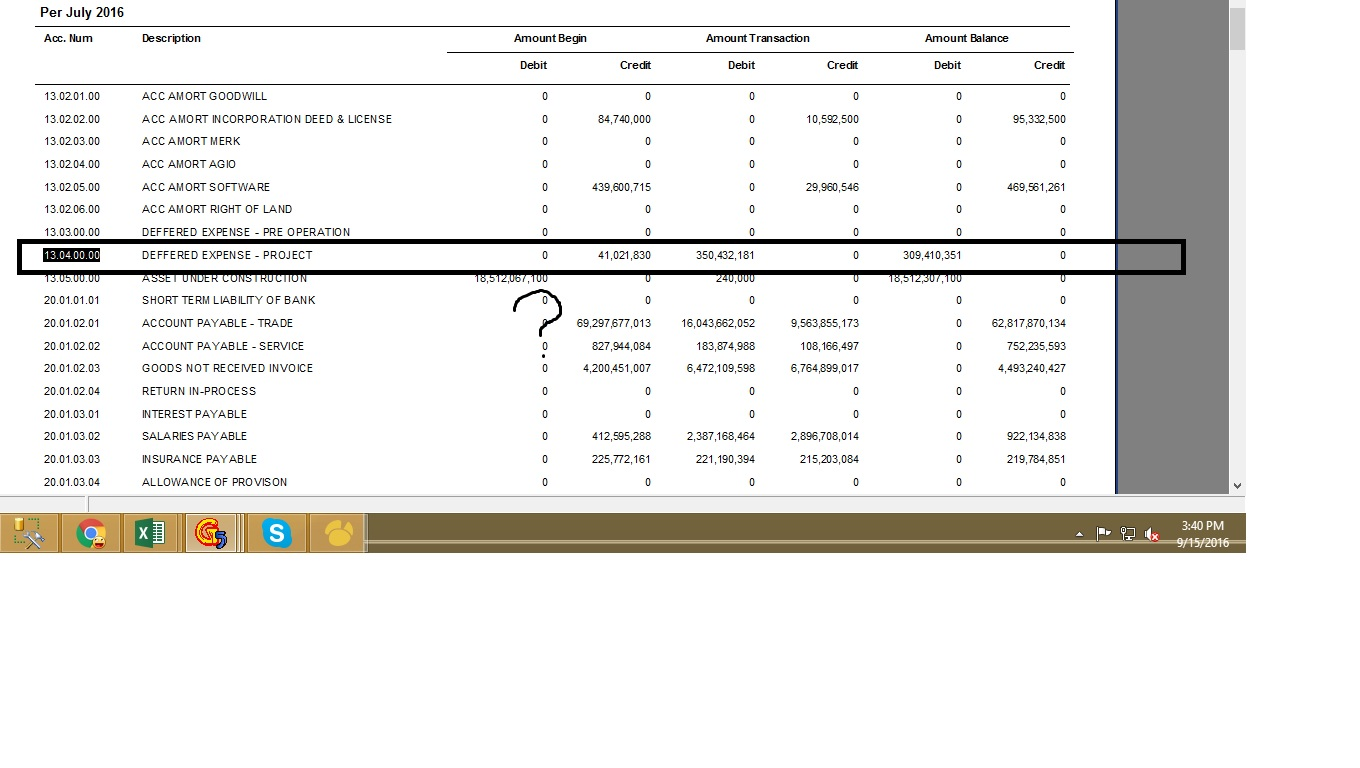 Per July 2016
Acc. Num Description Amount Begin Amount Transaction Amount Balance
Debit Credit Debit Credit Debit Credit
13.02.01.00 ACC AMORT GOODWILL 0 0 0 0 0 0
13.02.02.00 ACC AMORT INCORPORATION DEED & LICENSE 0 84,740,000 0 10,592,500 0 95,332,500
13.02.03.00 ACC AMORT MERK 0 0 0 0 0 0
13.02.04.00 ACC AMORT AGIO 0 0 0 0 0 0
13.02.05.00 ACC AMORT SOFTWARE 0 439,600,715 0 29,960,546 0 469,561,261
13.02.06.00 ACC AMORT RIGHT OF LAND 0 0 0 0 0 0
13.03.00.00 DEFFERED EXPENSE - PRE OPERATION 0 0 0 0 0 0
13.04.00.00 DEFFERED EXPENSE - PROJECT 0 41,021,830 350,432,181 0 309,410,351 0
13.05.00.00 ASSET UNDER CONSTRUCTION 18,512,067,100 0 240,000 0 18,512,307,100 0
20.01.01.01 SHORT TERM LIABILITY OF BANK 0 0 0 0 0 0
?
20.01.02.01 ACCOUNT PAYABLE - TRADE 0 69,297,677,013 16,043,662,052 9,563,855,173 0 62,817,870,134
20.01.02.02 ACCOUNT PAYABLE - SERVICE 0 827,944,084 183,874,988 108,166,497 0 752,235,593
20.01.02.03 GOODS NOT RECEIVED INVOICE 0 4,200,451,007 6,472,109,598 6,764,899,017 0 4,493,240,427
20.01.02.04 RETURN IN-PROCESS 0 0 0 0 0 0
20.01.03.01 INTEREST PAYABLE 0 0 0 0 0 0
20.01.03.02 SALARIES PAYABLE 0 412,595,288 2,387,168,464 2,896,708,014 0 922,134,838
20.01.03.03 INSURANCE PAYABLE 0 225,772,161 221,190,394 215,203,084 0 219,784,851
20.01.03.04 ALLOWANCE OF PROVISON 0 0 0 0 0 0
3:40 PM
9/15/2016